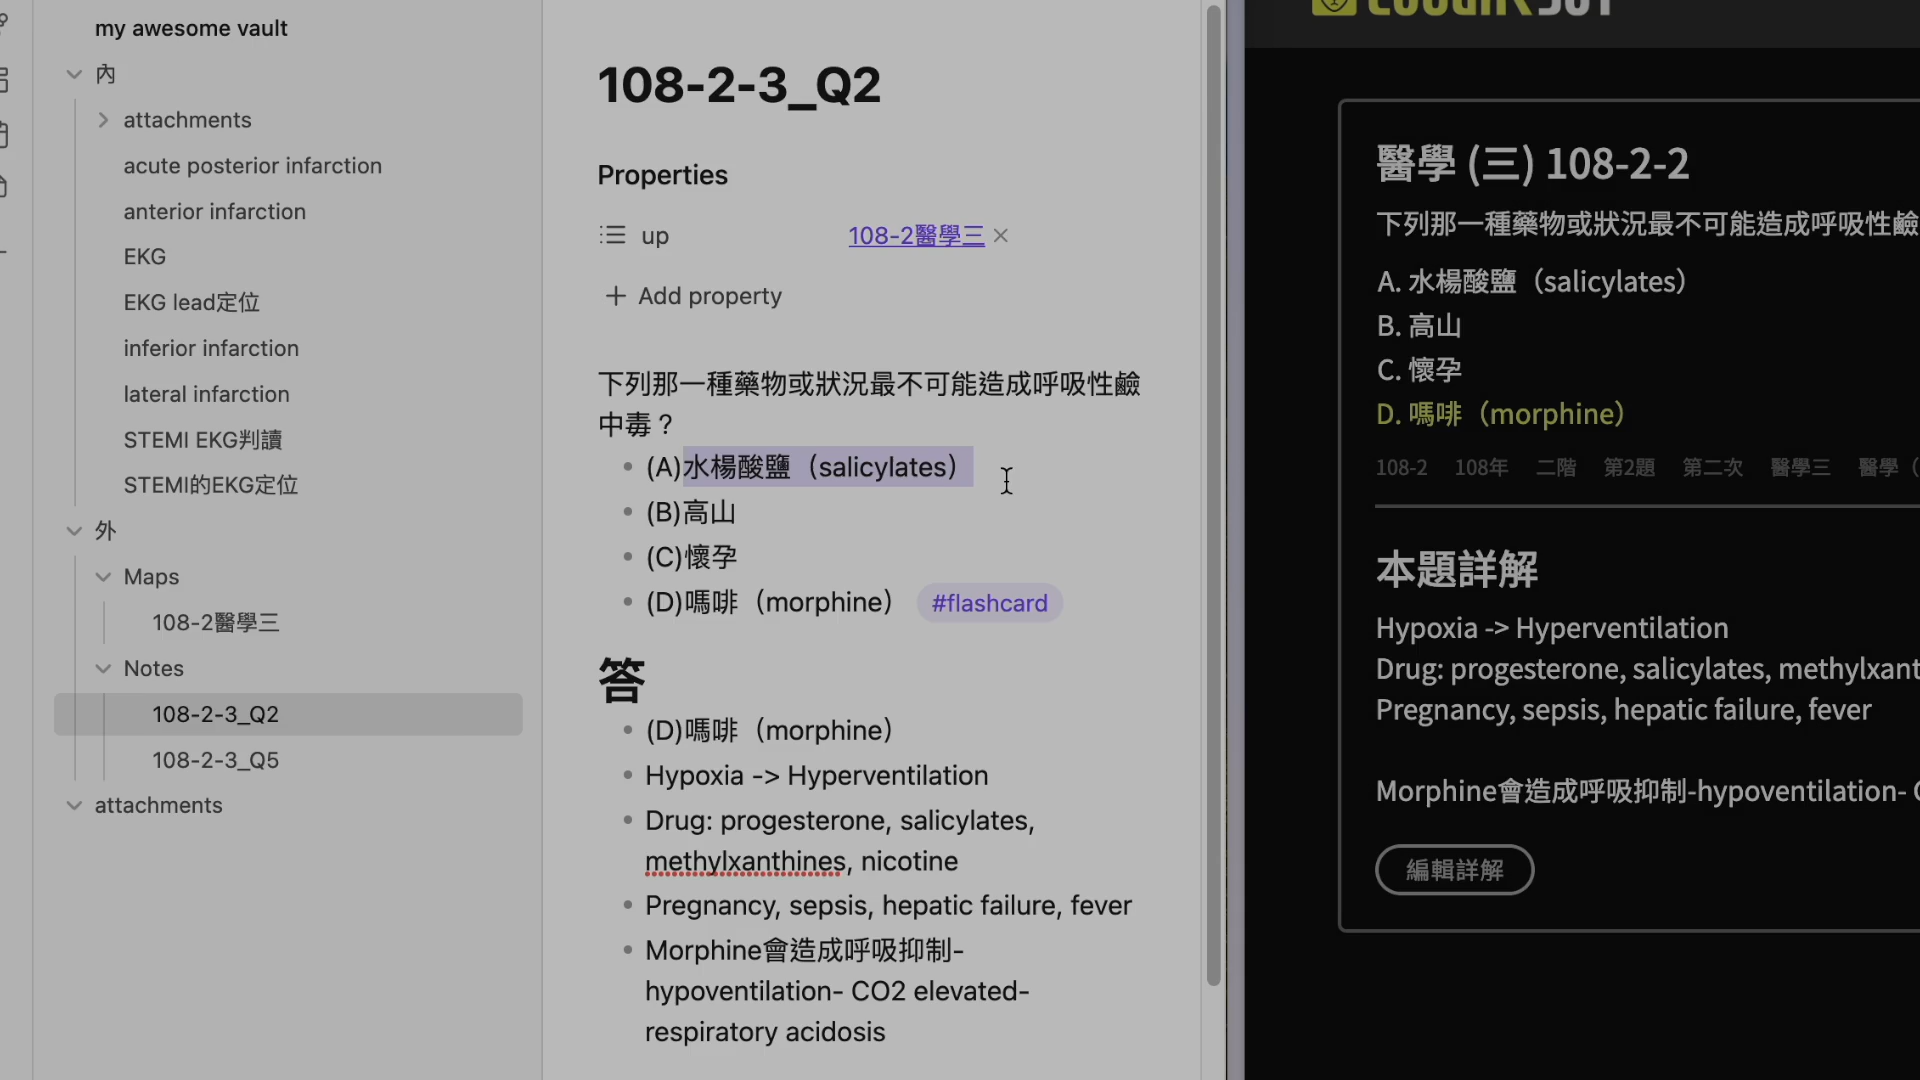 my awesome vault
內
attachments
acute posterior infarction
anterior infarction
EKG
EKG lead定位
inferior infarction
lateral infarction
STEMI EKG判讀
STEMI的EKG定位
外
Maps
108-2醫學三
Notes
108-2-3_Q2
108-2-3_Q5
attachments
108-2-3_Q2
Properties
up 108-2醫學三
Add property
下列那一種藥物或狀況最不可能造成呼吸性鹼
中毒？
(A)水楊酸鹽（salicylates）
(B)高山
(C)懷孕
(D)嗎啡（morphine） #flashcard
答
(D)嗎啡（morphine）
Hypoxia -> Hyperventilation
Drug: progesterone, salicylates,
methylxanthines, nicotine
Pregnancy, sepsis, hepatic failure, fever
Morphine會造成呼吸抑制-
hypoventilation- CO2 elevated-
respiratory acidosis
醫學 (三) 108-2-2
下列那一種藥物或狀況最不可能造成呼吸性鹼
A. 水楊酸鹽（salicylates）
B. 高山
C. 懷孕
D. 嗎啡（morphine）
108-2 108年 二階 第2題 第二次 醫學三 醫學（
本題詳解
Hypoxia -> Hyperventilation
Drug: progesterone, salicylates, methylxant
Pregnancy, sepsis, hepatic failure, fever
Morphine會造成呼吸抑制-hypoventilation- C
編輯詳解